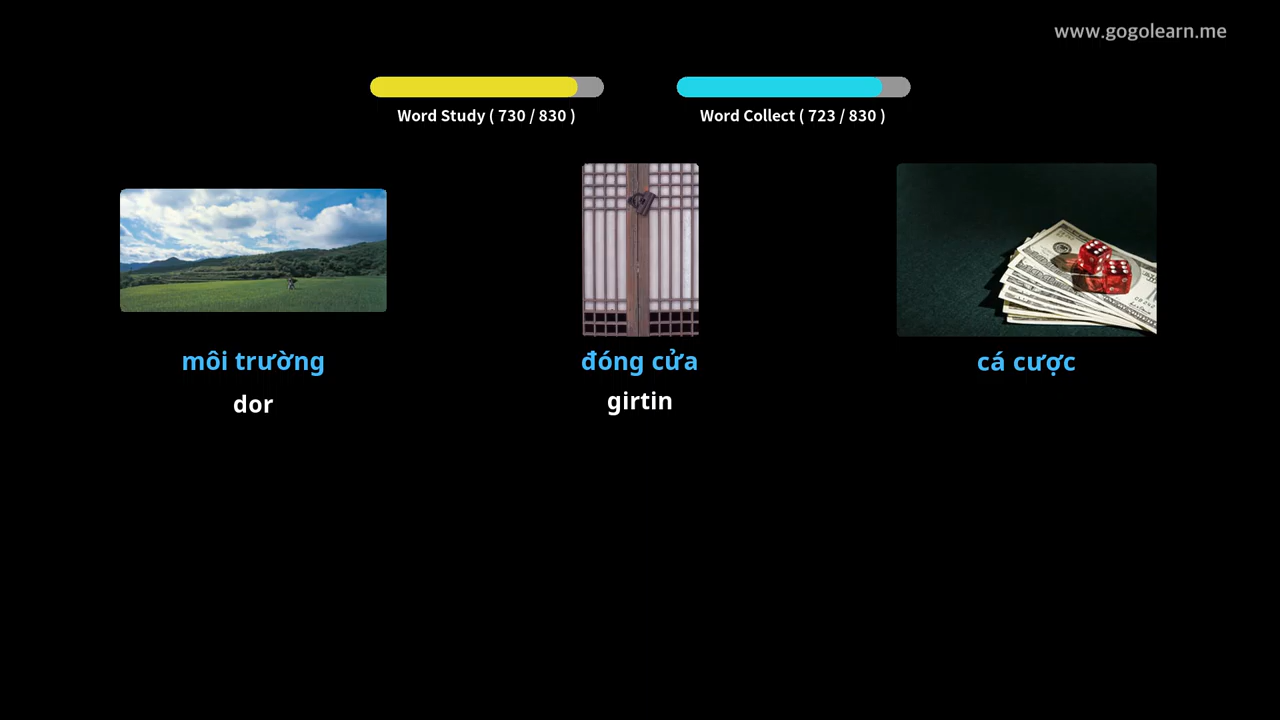 www.gogolearn.me
Word Study ( 730 / 830 )
Word Collect ( 723 / 830 )
môi trường
dor
đóng cửa
girtin
cá cược